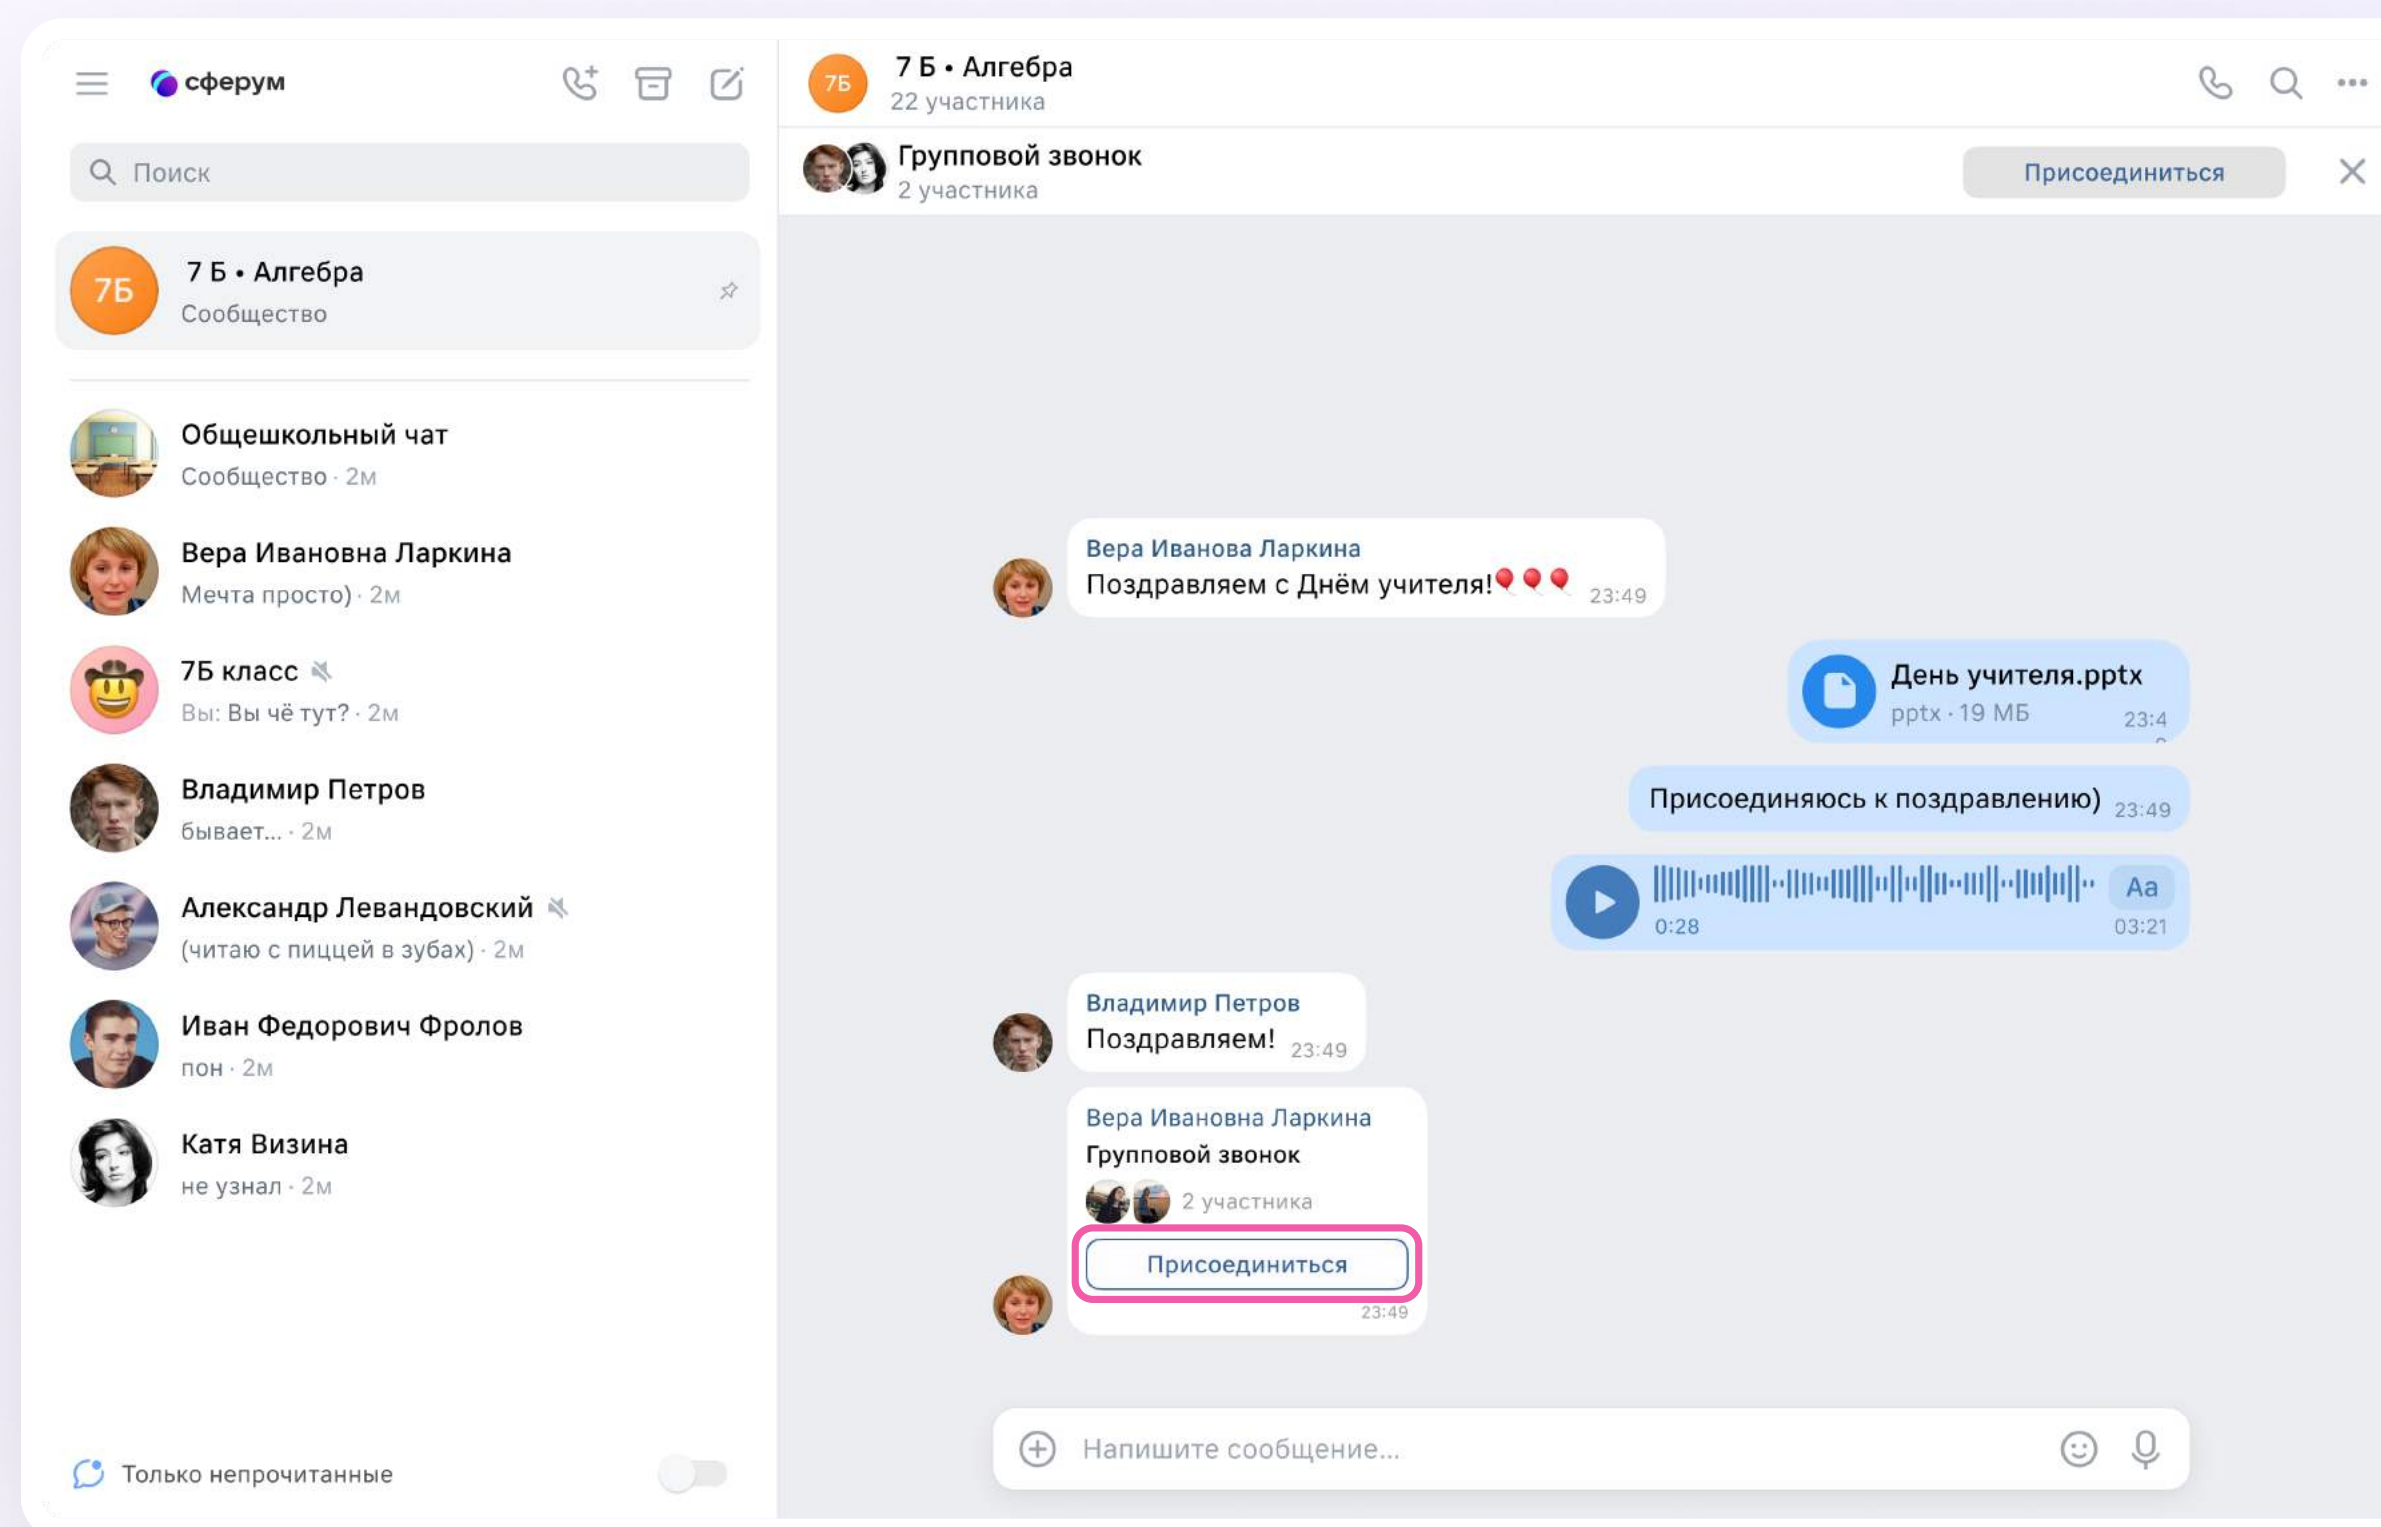 сферум
Поиск
7Б
7 Б • Алгебра
Сообщество
Общешкольный чат
Сообщество · 2м
Вера Ивановна Ларкина
Мечта просто) · 2м
7Б класс
Вы: Вы чё тут? · 2м
Владимир Петров
бывает... · 2м
Александр Левандовский
(читаю с пиццей в зубах) · 2м
Иван Федорович Фролов
пон · 2м
Катя Визина
не узнал · 2м
Только непрочитанные
7Б
7 Б • Алгебра
22 участника
Групповой звонок
2 участника
Присоединиться
Вера Иванова Ларкина
Поздравляем с Днём учителя!🎈🎈🎈 23:49
День учителя.pptx
pptx · 19 МБ 23:4
Присоединяюсь к поздравлению) 23:49
Aa
0:28 03:21
Владимир Петров
Поздравляем! 23:49
Вера Ивановна Ларкина
Групповой звонок
2 участника
Присоединиться
23:49
Напишите сообщение...